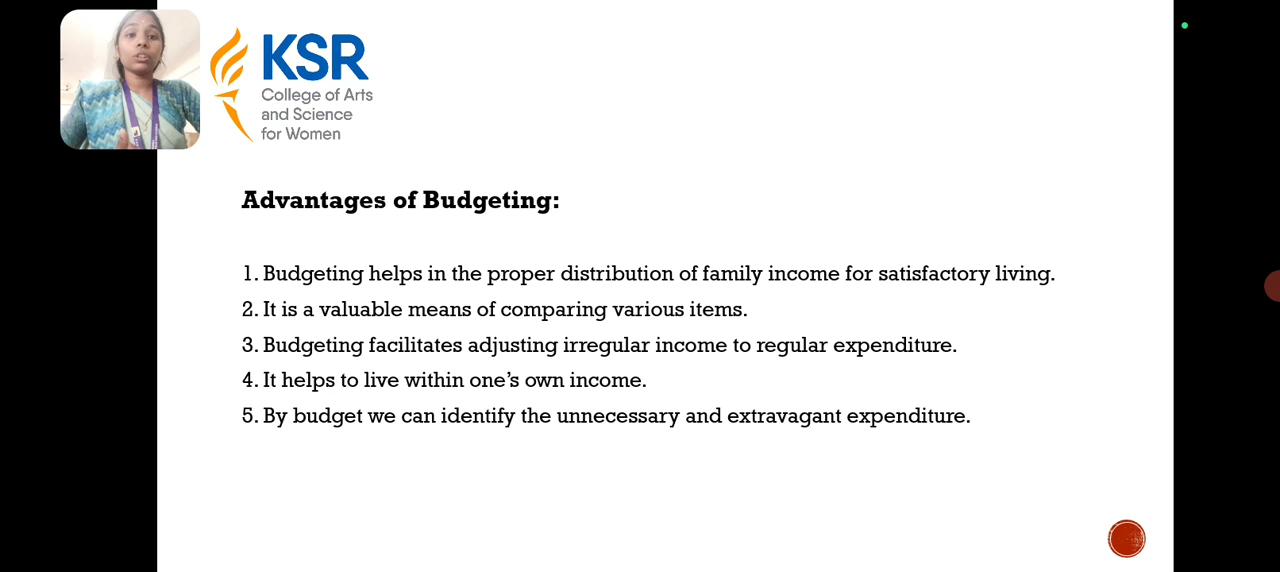 KSR
College of Arts
and Science
for Women
Advantages of Budgeting:
1. Budgeting helps in the proper distribution of family income for satisfactory living.
2. It is a valuable means of comparing various items.
3. Budgeting facilitates adjusting irregular income to regular expenditure.
4. It helps to live within one’s own income.
5. By budget we can identify the unnecessary and extravagant expenditure.